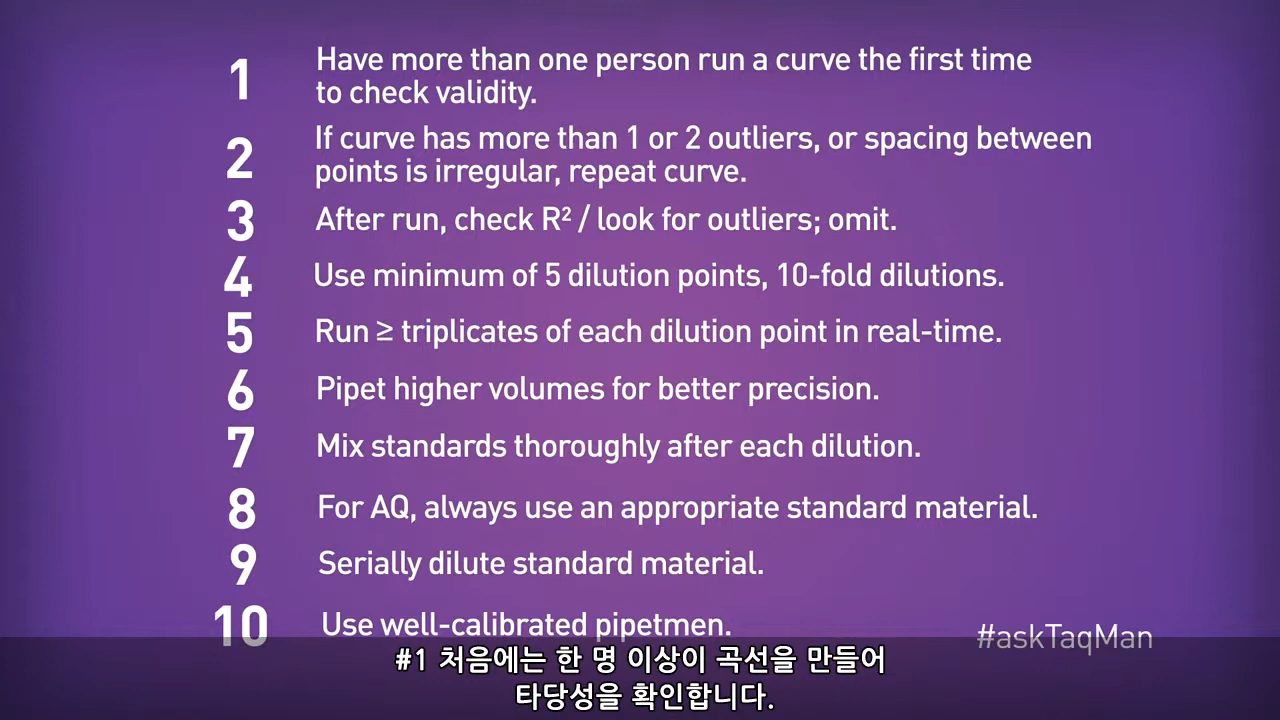 1 Have more than one person run a curve the first time
to check validity.
2 If curve has more than 1 or 2 outliers, or spacing between
points is irregular, repeat curve.
3 After run, check R² / look for outliers; omit.
4 Use minimum of 5 dilution points, 10-fold dilutions.
5 Run ≥ triplicates of each dilution point in real-time.
6 Pipet higher volumes for better precision.
7 Mix standards thoroughly after each dilution.
8 For AQ, always use an appropriate standard material.
9 Serially dilute standard material.
10 Use well-calibrated pipetmen.
#askTaqMan
#1 처음에는 한 명 이상이 곡선을 만들어
타당성을 확인합니다.